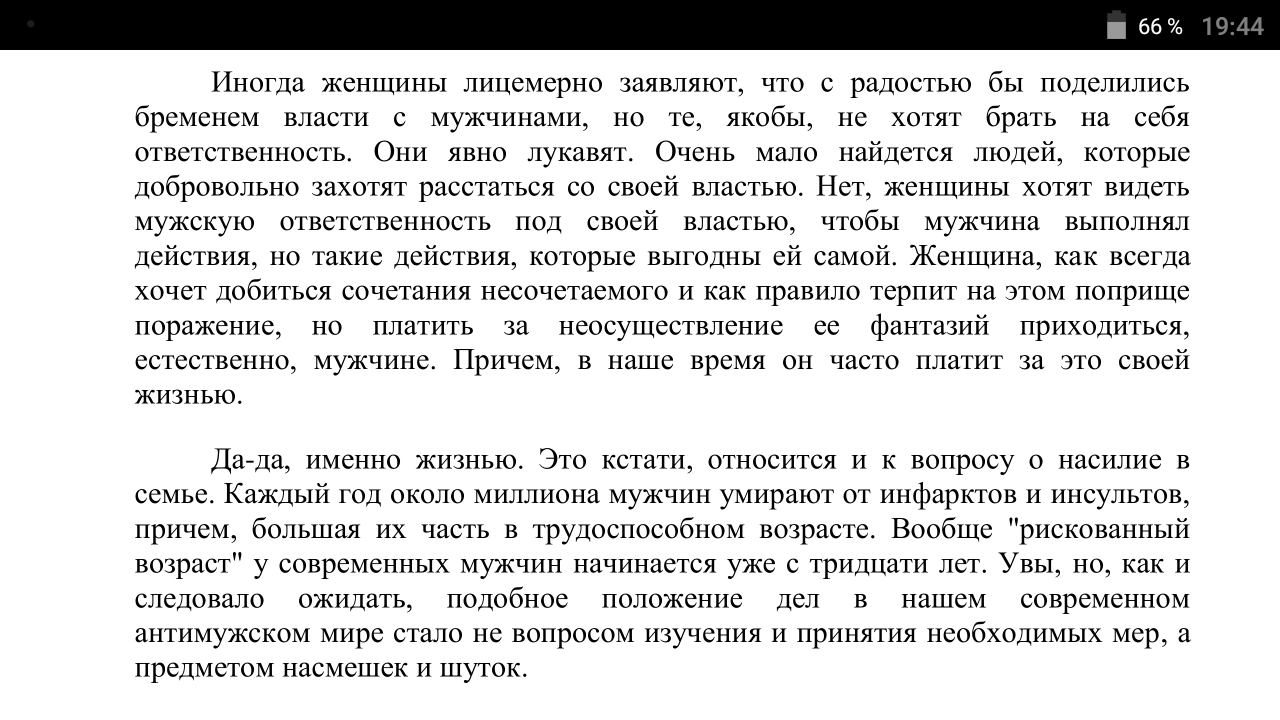 66 % 19:44
Иногда женщины лицемерно заявляют, что с радостью бы поделились
бременем власти с мужчинами, но те, якобы, не хотят брать на себя
ответственность. Они явно лукавят. Очень мало найдется людей, которые
добровольно захотят расстаться со своей властью. Нет, женщины хотят видеть
мужскую ответственность под своей властью, чтобы мужчина выполнял
действия, но такие действия, которые выгодны ей самой. Женщина, как всегда
хочет добиться сочетания несочетаемого и как правило терпит на этом поприще
поражение, но платить за неосуществление ее фантазий приходиться,
естественно, мужчине. Причем, в наше время он часто платит за это своей
жизнью.
Да-да, именно жизнью. Это кстати, относится и к вопросу о насилие в
семье. Каждый год около миллиона мужчин умирают от инфарктов и инсультов,
причем, большая их часть в трудоспособном возрасте. Вообще "рискованный
возраст" у современных мужчин начинается уже с тридцати лет. Увы, но, как и
следовало ожидать, подобное положение дел в нашем современном
антимужском мире стало не вопросом изучения и принятия необходимых мер, а
предметом насмешек и шуток.